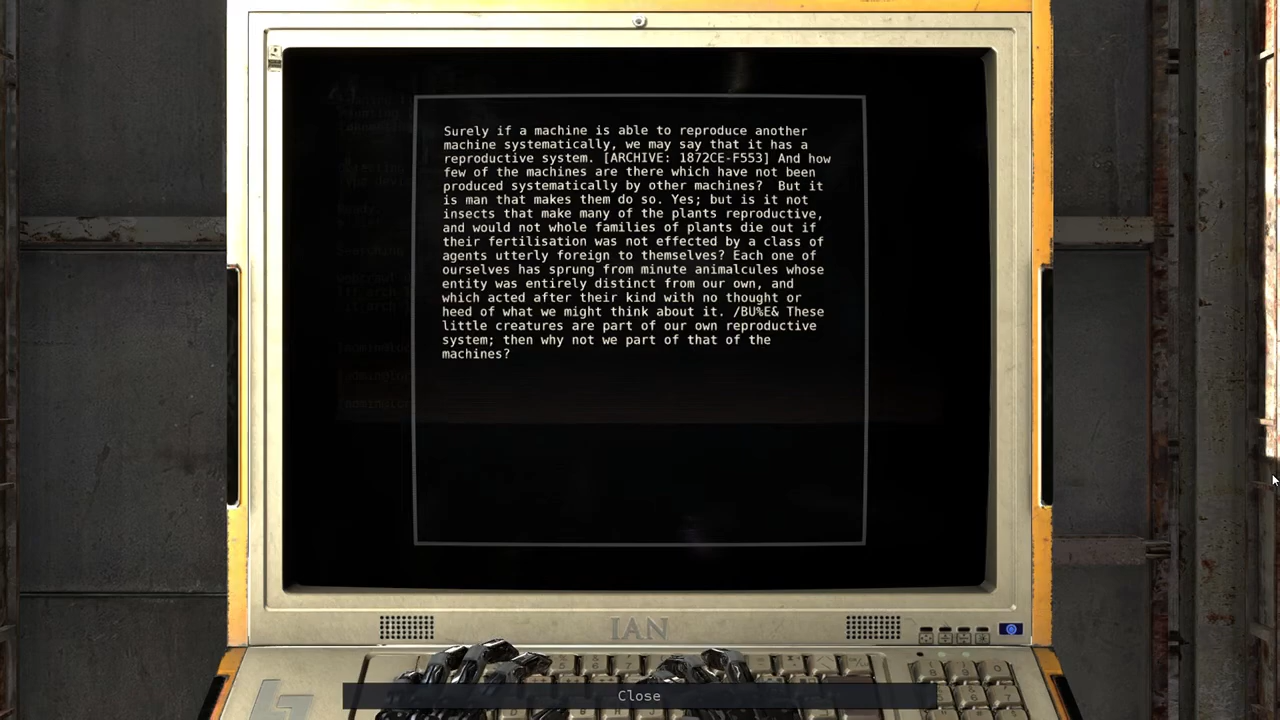 Surely if a machine is able to reproduce another
machine systematically, we may say that it has a
reproductive system. [ARCHIVE: 1872CE-F553] And how
few of the machines are there which have not been
produced systematically by other machines?  But it
is man that makes them do so. Yes; but is it not
insects that make many of the plants reproductive,
and would not whole families of plants die out if
their fertilisation was not effected by a class of
agents utterly foreign to themselves? Each one of
ourselves has sprung from minute animalcules whose
entity was entirely distinct from our own, and
which acted after their kind with no thought or
heed of what we might think about it. /BU%E& These
little creatures are part of our own reproductive
system; then why not we part of that of the
machines?
IAN
Close